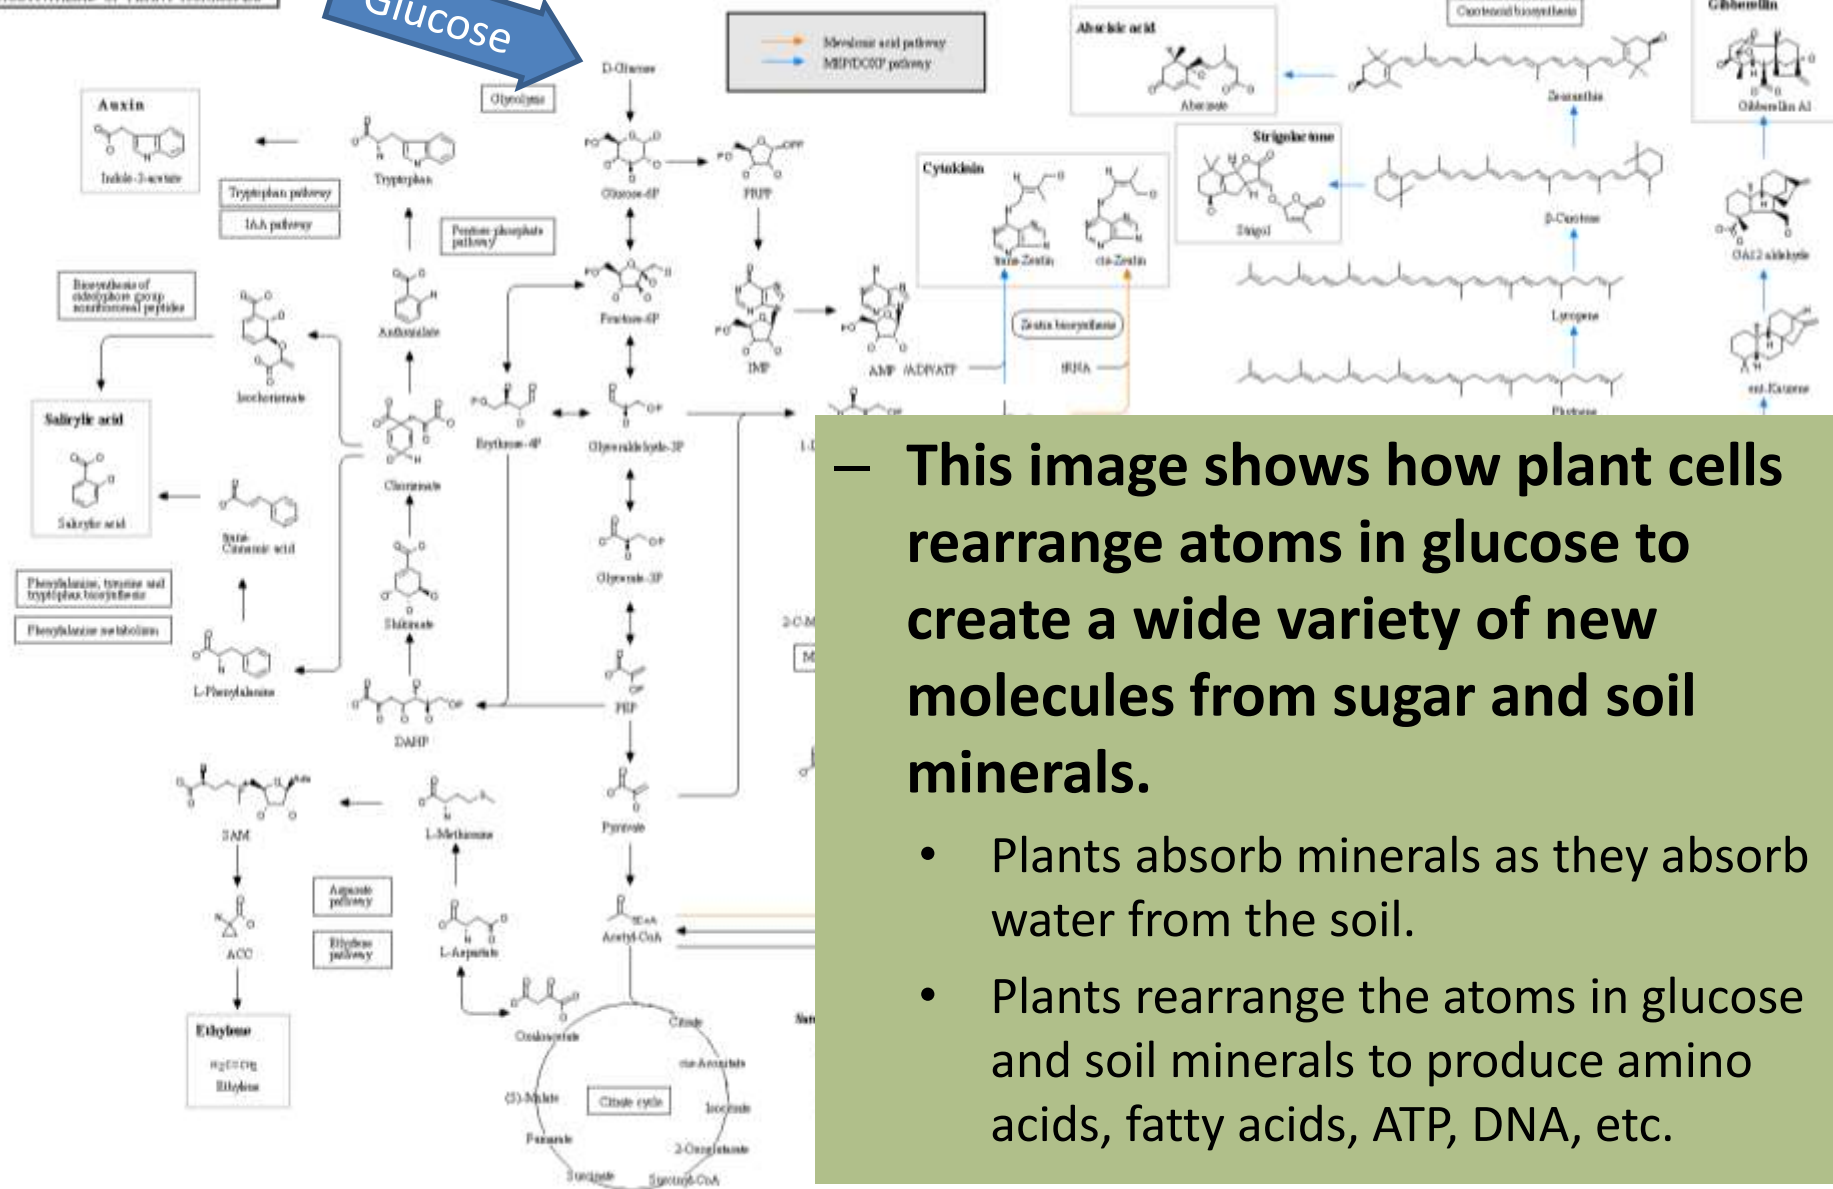 Glucose
D-Glucose
Glycolysis
Mevalonic acid pathway
MEP/DOXP pathway
Abscisic acid
Abscisate
Carotenoid biosynthesis
Zeaxanthin
Gibberellin
Gibberellin A1
Auxin
Indole-3-acetate
Tryptophan
Tryptophan pathway
IAA pathway
Glucose-6P
PRPP
Cytokinin
trans-Zeatin
cis-Zeatin
Strigolactone
Strigol
β-Carotene
GA12 aldehyde
Pentose phosphate
pathway
Biosynthesis of
siderophore group
nonribosomal peptides
Anthranilate
Fructose-6P
IMP
AMP /ADP/ATP
Zeatin biosynthesis
tRNA
Lycopene
ent-Kaurene
Phytoene
Isochorismate
Salicylic acid
Salicylic acid
trans-
Cinnamic acid
Chorismate
Erythrose-4P
Glyceraldehyde-3P
Phenylalanine, tyrosine and
tryptophan biosynthesis
Phenylalanine metabolism
L-Phenylalanine
Shikimate
Glycerate-3P
PEP
DAHP
SAM
L-Methionine
Pyruvate
ACC
Aspartate
pathway
Ethylene
pathway
L-Aspartate
Acetyl-CoA
Ethylene
H₂C=CH₂
Ethylene
Oxaloacetate
Citrate
cis-Aconitate
(S)-Malate
Citrate cycle
Isocitrate
Fumarate
2-Oxoglutarate
Succinate
Succinyl-CoA
– This image shows how plant cells
rearrange atoms in glucose to
create a wide variety of new
molecules from sugar and soil
minerals.
• Plants absorb minerals as they absorb
water from the soil.
• Plants rearrange the atoms in glucose
and soil minerals to produce amino
acids, fatty acids, ATP, DNA, etc.